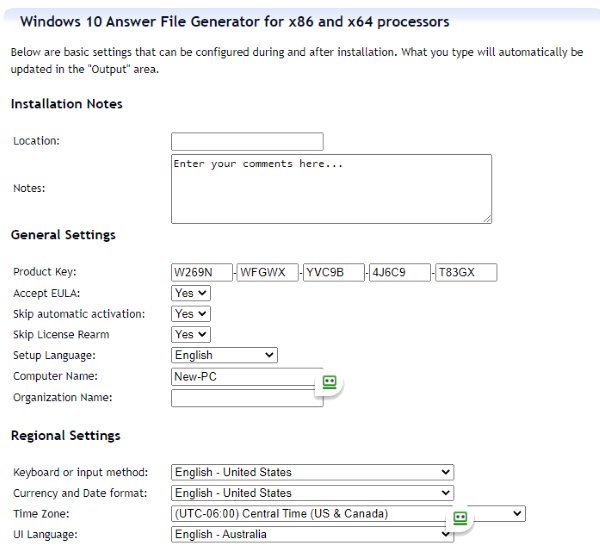 Windows 10 Answer File Generator for x86 and x64 processors
Below are basic settings that can be configured during and after installation. What you type will automatically be
updated in the "Output" area.
Installation Notes
Location:
Enter your comments here...
Notes:
General Settings
Product Key: W269N-WFGWX-YVC9B-4J6C9-T83GX
Accept EULA: Yes
Skip automatic activation: Yes
Skip License Rearm Yes
Setup Language: English
Computer Name: New-PC
Organization Name:
Regional Settings
Keyboard or input method: English - United States
Currency and Date format: English - United States
Time Zone: (UTC-06:00) Central Time (US & Canada)
UI Language: English - Australia